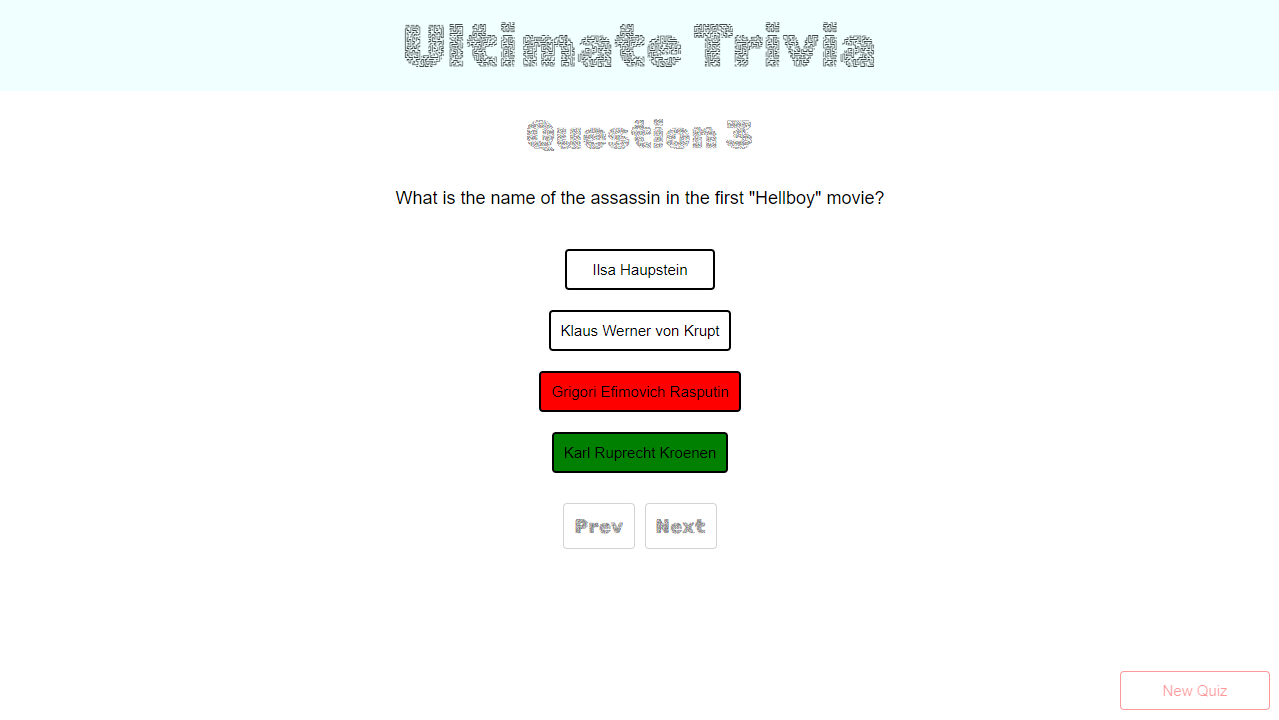 Ultimate Trivia
Question 3
What is the name of the assassin in the first "Hellboy" movie?
Ilsa Haupstein
Klaus Werner von Krupt
Grigori Efimovich Rasputin
Karl Ruprecht Kroenen
Prev Next
New Quiz